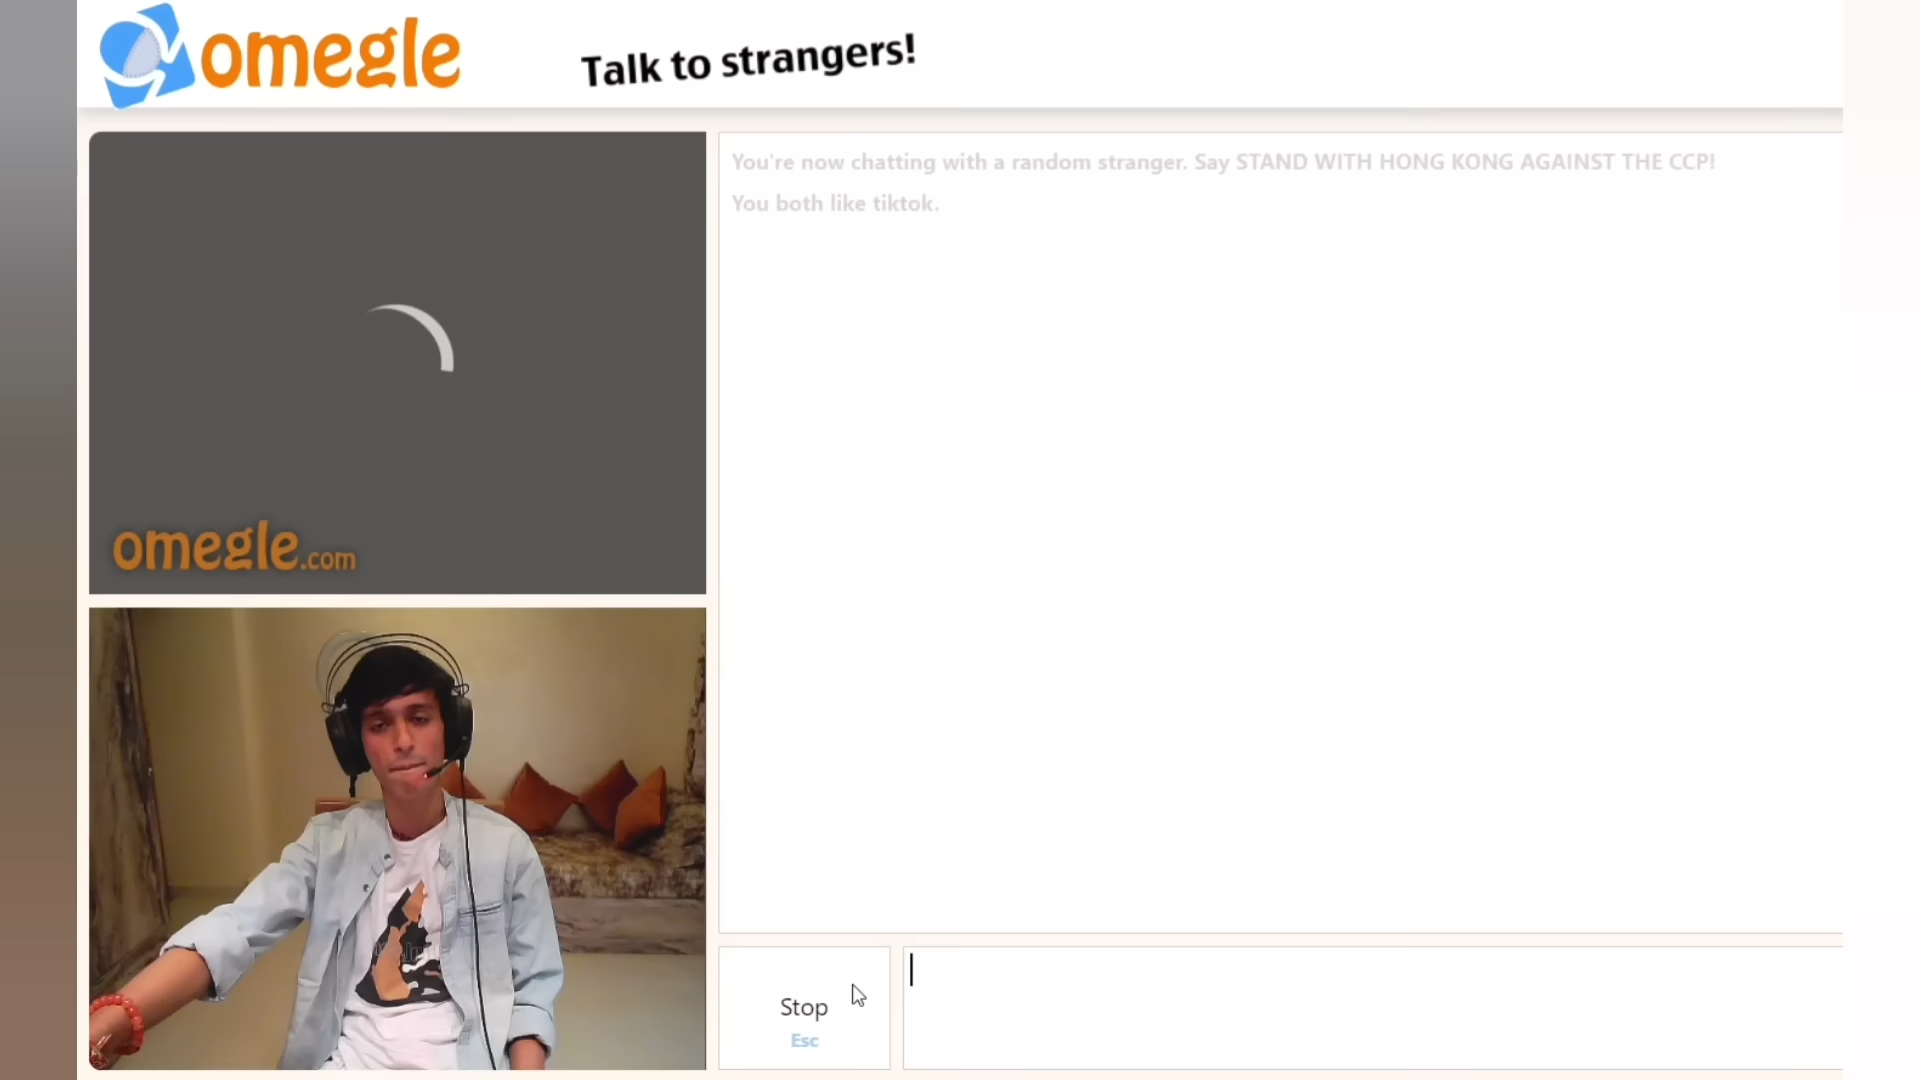 omegle
Talk to strangers!
You're now chatting with a random stranger. Say STAND WITH HONG KONG AGAINST THE CCP!
You both like tiktok.
omegle.com
Stop
Esc